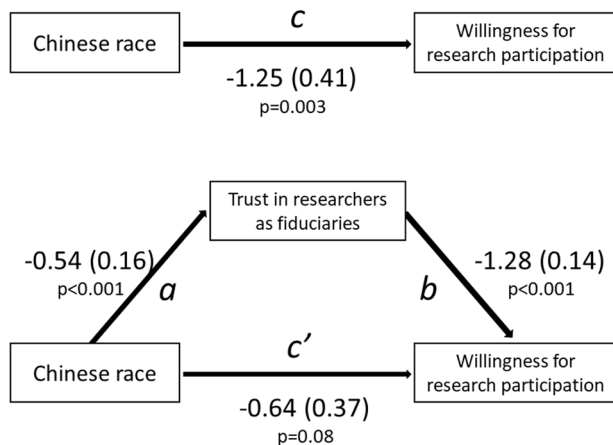 c
Chinese race
Willingness for
research participation
-1.25 (0.41)
p=0.003
Trust in researchers
as fiduciaries
-0.54 (0.16)
p<0.001
a
b
-1.28 (0.14)
p<0.001
c’
Chinese race
Willingness for
research participation
-0.64 (0.37)
p=0.08